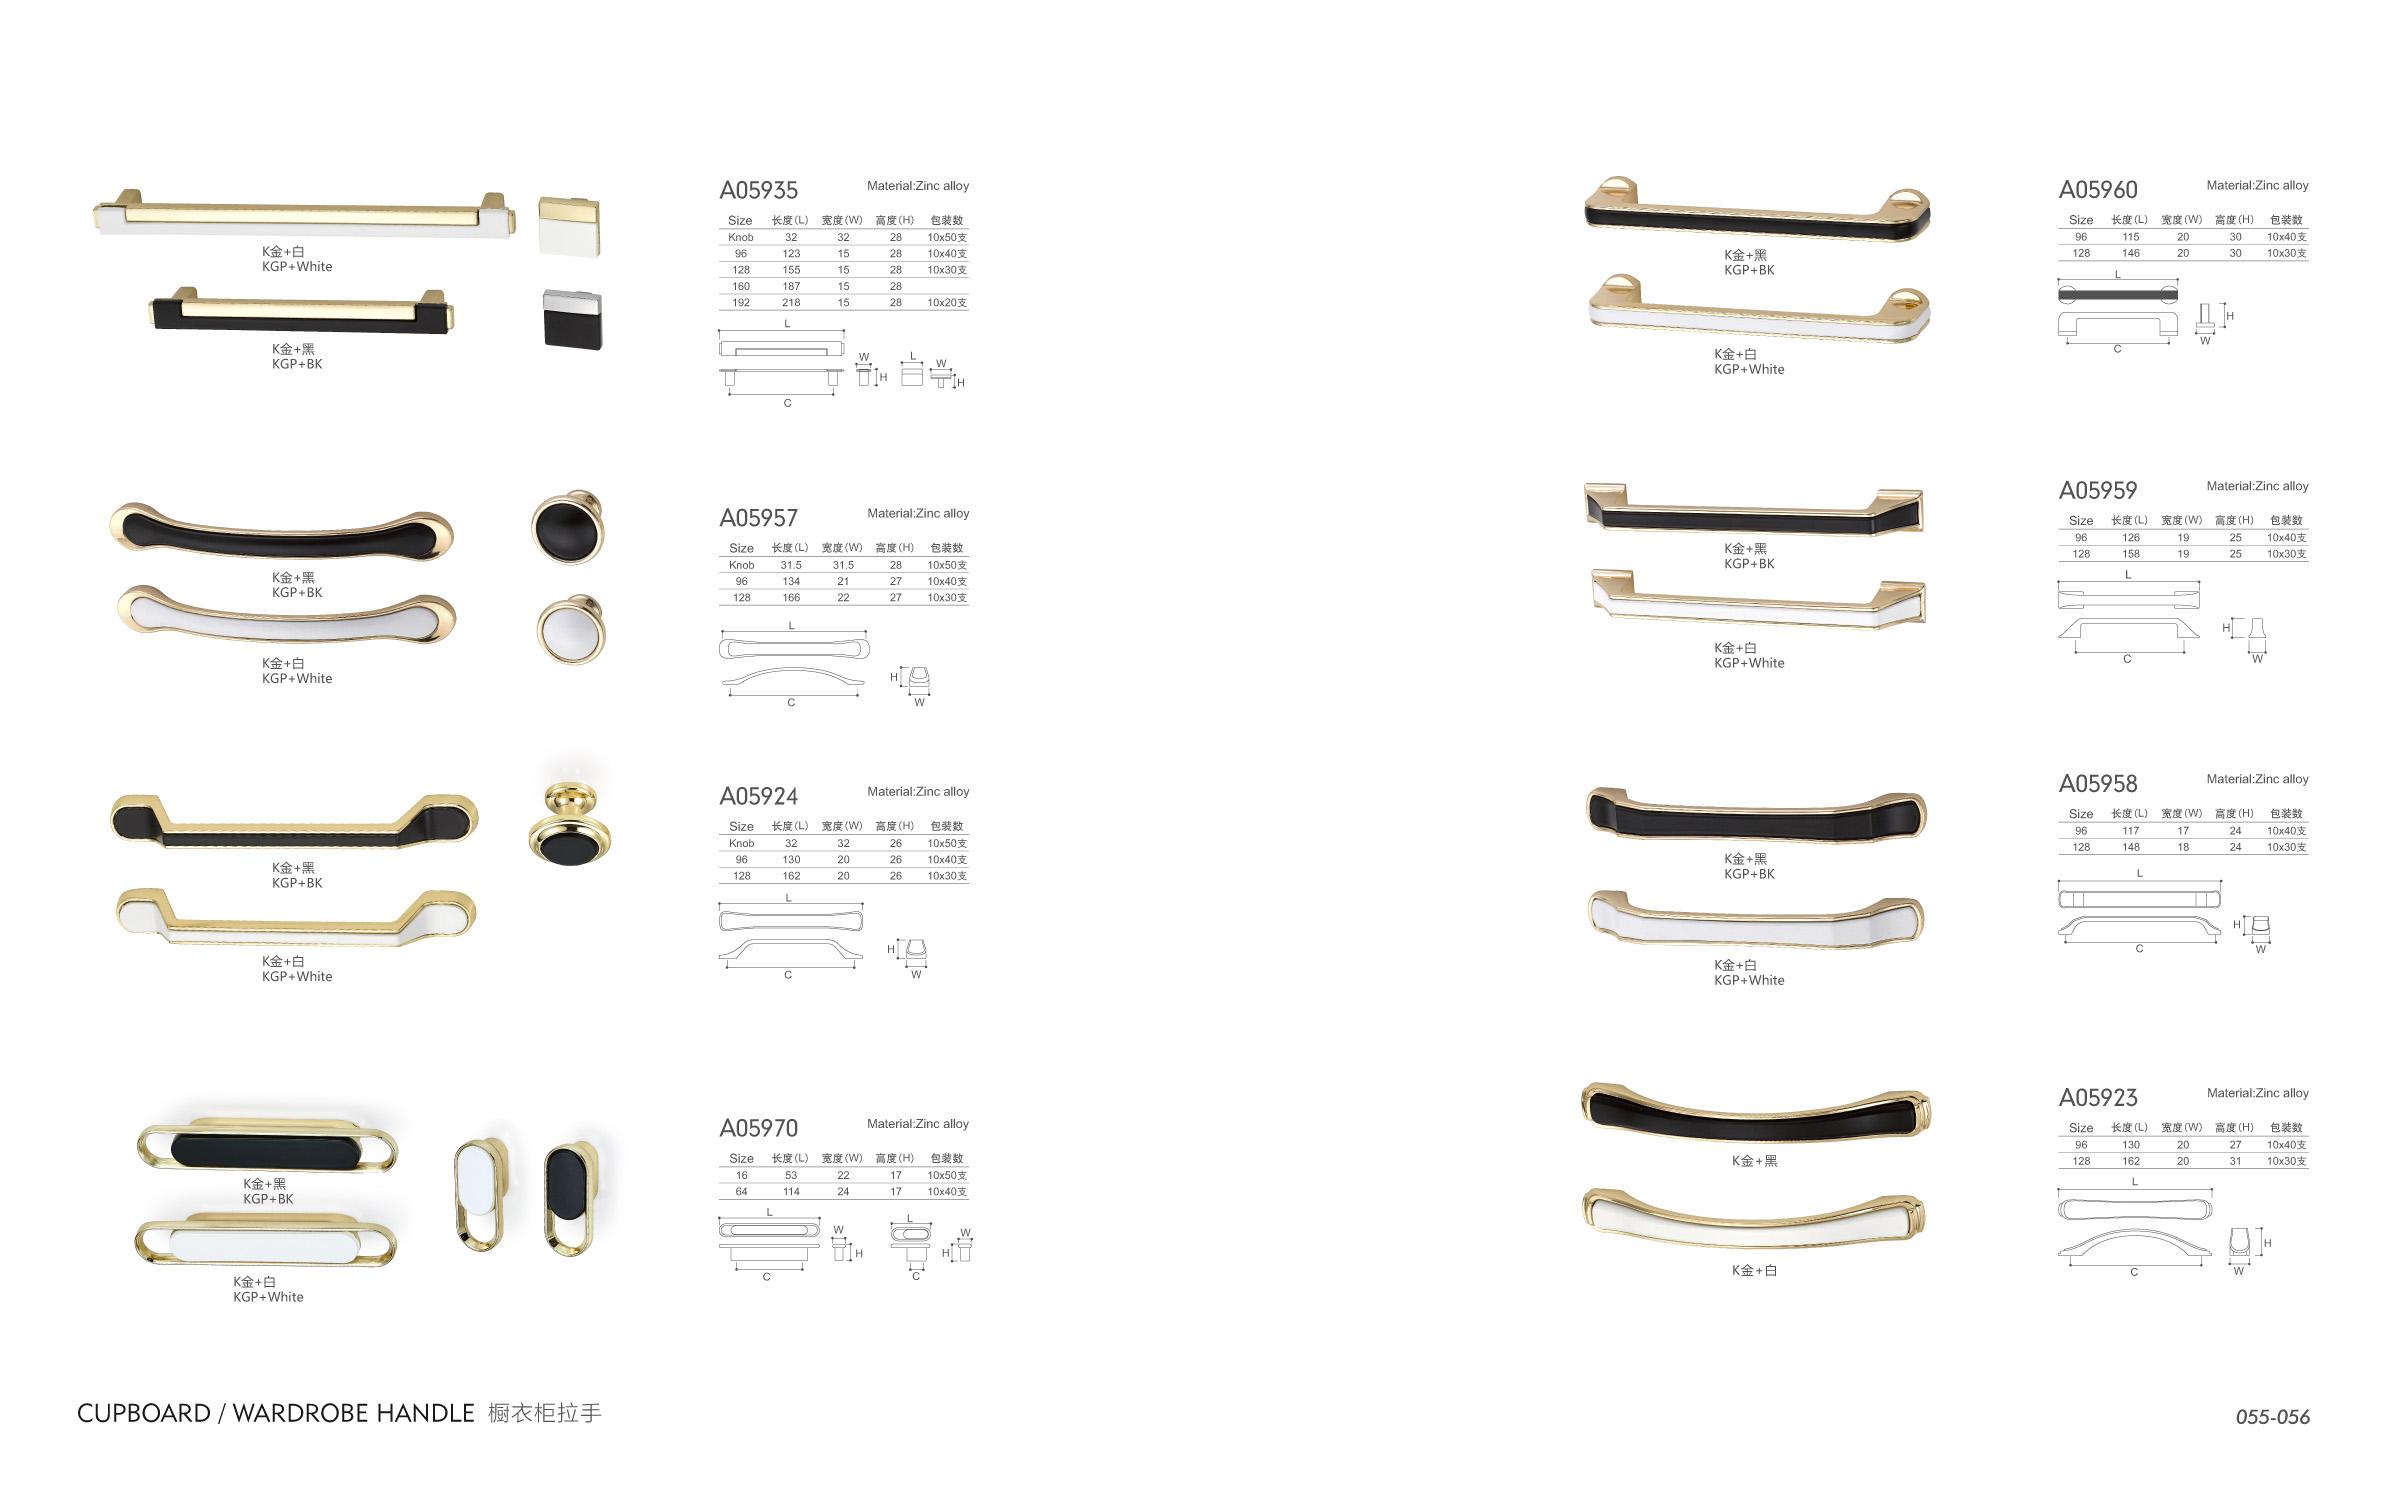 K金+白
KGP+White
K金+黑
KGP+BK
A05935 Material:Zinc alloy
Size 长度(L) 宽度(W) 高度(H) 包装数
Knob 32 32 28 10x50支
96 123 15 28 10x40支
128 155 15 28 10x30支
160 187 15 28
192 218 15 28 10x20支
L
W H L W H
C
K金+黑
KGP+BK
K金+白
KGP+White
A05957 Material:Zinc alloy
Size 长度(L) 宽度(W) 高度(H) 包装数
Knob 31.5 31.5 28 10x50支
96 134 21 27 10x40支
128 166 22 27 10x30支
L
H
C W
K金+黑
KGP+BK
K金+白
KGP+White
A05924 Material:Zinc alloy
Size 长度(L) 宽度(W) 高度(H) 包装数
Knob 32 32 26 10x50支
96 130 20 26 10x40支
128 162 20 26 10x30支
L
H
C W
K金+黑
KGP+BK
K金+白
KGP+White
A05970 Material:Zinc alloy
Size 长度(L) 宽度(W) 高度(H) 包装数
16 53 22 17 10x50支
64 114 24 17 10x40支
L L
W W
H H
C C
K金+黑
KGP+BK
K金+白
KGP+White
A05960 Material:Zinc alloy
Size 长度(L) 宽度(W) 高度(H) 包装数
96 115 20 30 10x40支
128 146 20 30 10x30支
L
H
W
C
K金+黑
KGP+BK
K金+白
KGP+White
A05959 Material:Zinc alloy
Size 长度(L) 宽度(W) 高度(H) 包装数
96 126 19 25 10x40支
128 158 19 25 10x30支
L
H
C W
K金+黑
KGP+BK
K金+白
KGP+White
A05958 Material:Zinc alloy
Size 长度(L) 宽度(W) 高度(H) 包装数
96 117 17 24 10x40支
128 148 18 24 10x30支
L
H
C W
K金+黑
K金+白
A05923 Material:Zinc alloy
Size 长度(L) 宽度(W) 高度(H) 包装数
96 130 20 27 10x40支
128 162 20 31 10x30支
L
H
C W
CUPBOARD / WARDROBE HANDLE 橱衣柜拉手
055-056